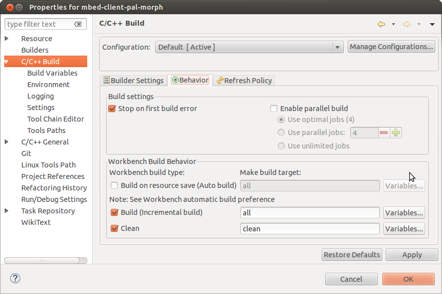 Properties for mbed-client-pal-morph
type filter text
C/C++ Build
Resource
Builders
C/C++ Build
Build Variables
Environment
Logging
Settings
Tool Chain Editor
Tools Paths
C/C++ General
Git
Linux Tools Path
Project References
Refactoring History
Run/Debug Settings
Task Repository
WikiText
Configuration: Default [ Active ] Manage Configurations...
Builder Settings Behavior Refresh Policy
Build settings
Stop on first build error Enable parallel build
Use optimal jobs (4)
Use parallel jobs: 4
Use unlimited jobs
Workbench Build Behavior
Workbench build type: Make build target:
Build on resource save (Auto build) all Variables...
Note: See Workbench automatic build preference
Build (Incremental build) all Variables...
Clean clean Variables...
Restore Defaults Apply
? Cancel OK